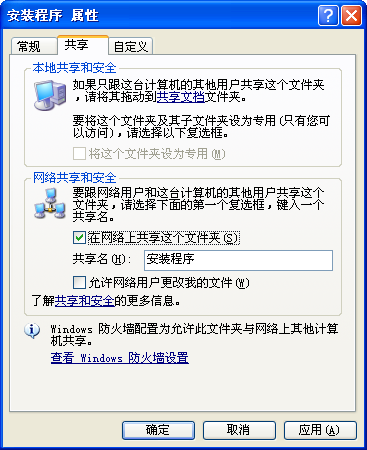 安装程序 属性
常规 共享 自定义
本地共享和安全
如果只跟这台计算机的其他用户共享这个文件夹
，请将其拖动到共享文档文件夹。
要将这个文件夹及其子文件夹设为专用(只有您可
以访问)，请选择以下复选框。
将这个文件夹设为专用(M)
网络共享和安全
要跟网络用户和这台计算机的其他用户共享这个
文件夹，请选择下面的第一个复选框，键入一个
共享名。
在网络上共享这个文件夹(S)
共享名(H): 安装程序
允许网络用户更改我的文件(W)
了解共享和安全的更多信息。
Windows 防火墙配置为允许此文件夹与网络上其他计算
机共享。
查看 Windows 防火墙设置
确定 取消 应用(A)